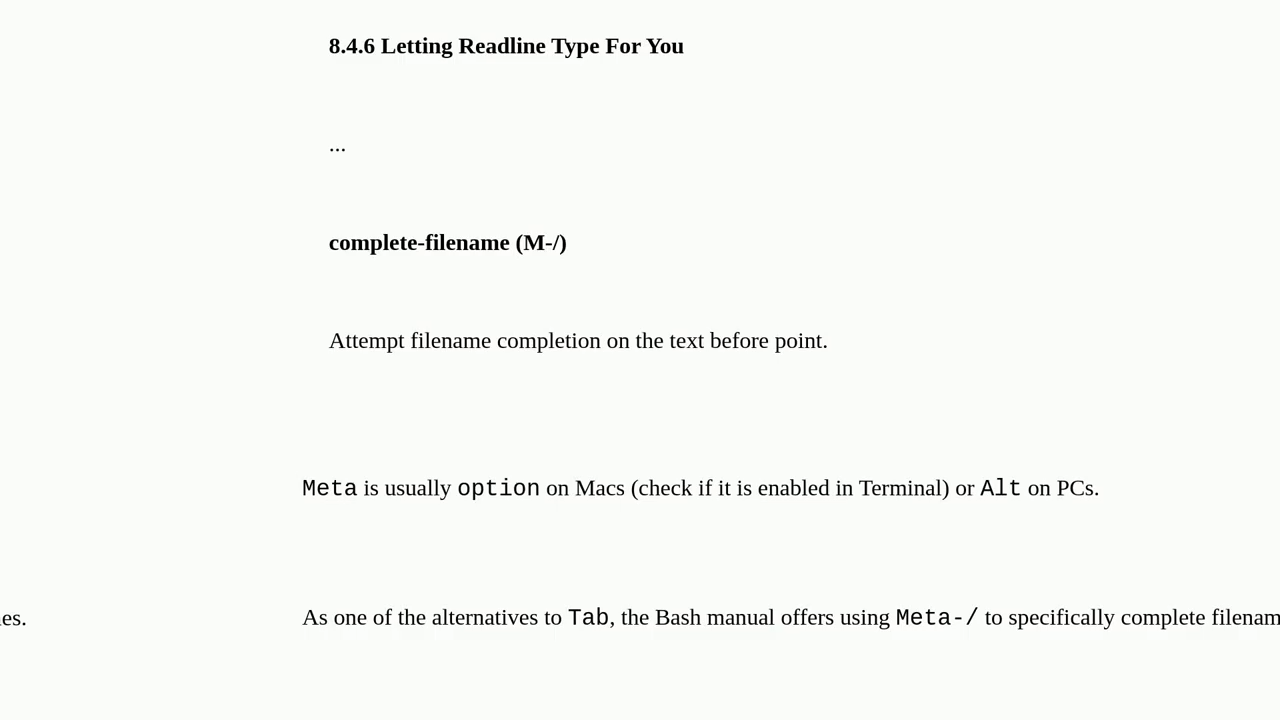 8.4.6 Letting Readline Type For You
...
complete-filename (M-/)
Attempt filename completion on the text before point.
Meta is usually option on Macs (check if it is enabled in Terminal) or Alt on PCs.
As one of the alternatives to Tab, the Bash manual offers using Meta-/ to specifically complete